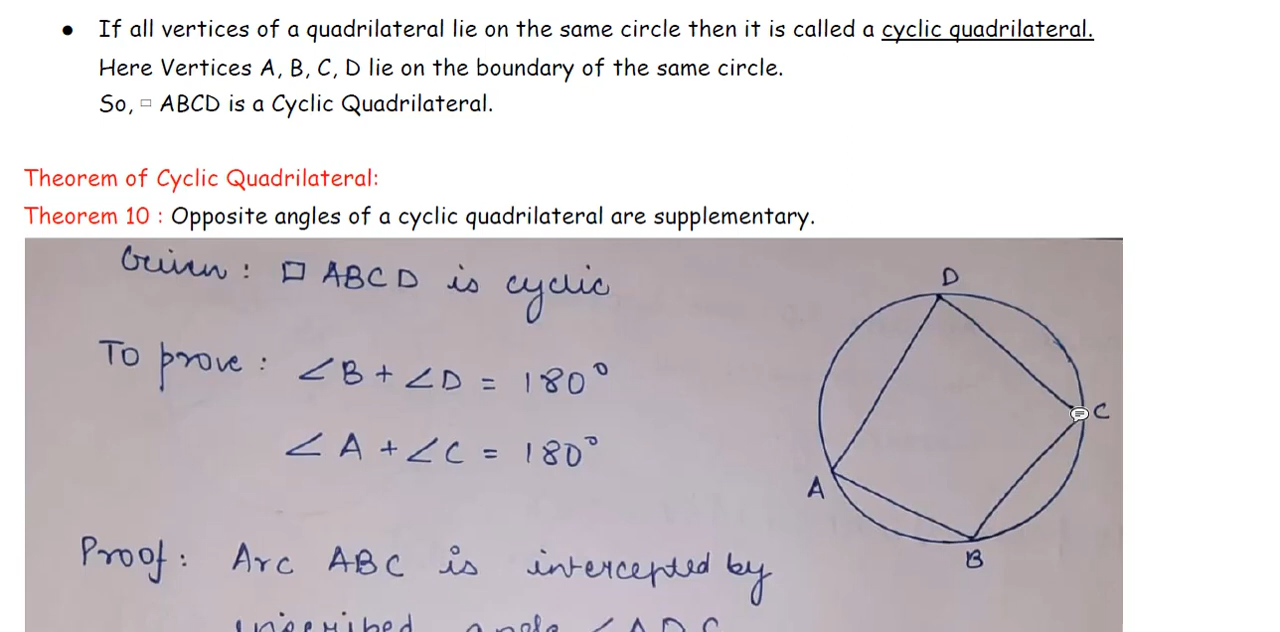 ● If all vertices of a quadrilateral lie on the same circle then it is called a cyclic quadrilateral.
Here Vertices A, B, C, D lie on the boundary of the same circle.
So, □ ABCD is a Cyclic Quadrilateral.
Theorem of Cyclic Quadrilateral:
Theorem 10 : Opposite angles of a cyclic quadrilateral are supplementary.
Given : □ ABCD is cyclic
To prove : ∠B + ∠D = 180°
∠A + ∠C = 180°
D
C
A
B
Proof : Arc ABC is intercepted by
inscribed angle ∠ADC